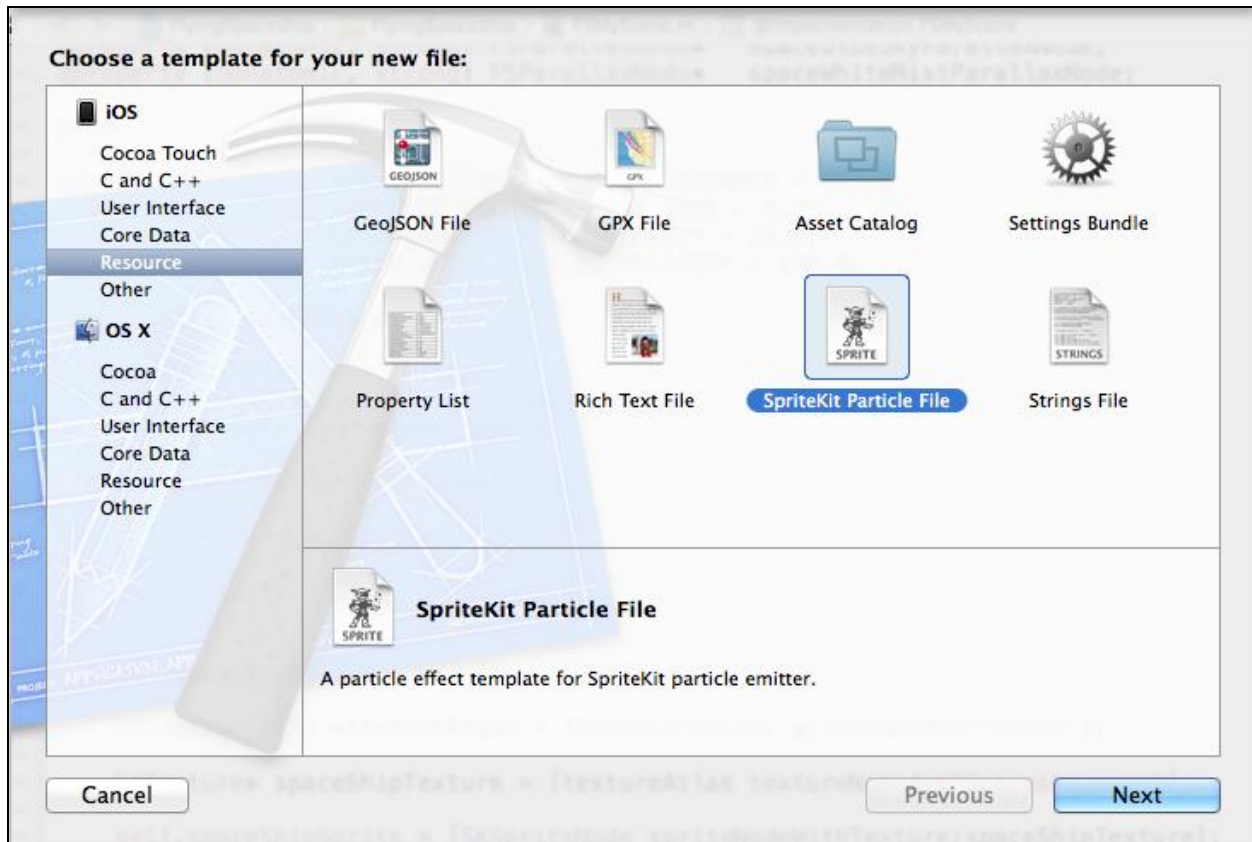 Choose a template for your new file:
iOS
Cocoa Touch
C and C++
User Interface
Core Data
Resource
Other
OS X
Cocoa
C and C++
User Interface
Core Data
Resource
Other
GEOJSON
GeoJSON File
GPX
GPX File
Asset Catalog
Settings Bundle
Property List
Rich Text File
SPRITE
SpriteKit Particle File
STRINGS
Strings File
SPRITE
SpriteKit Particle File
A particle effect template for SpriteKit particle emitter.
Cancel
Previous
Next